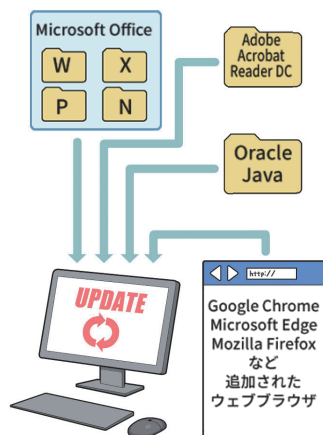 Microsoft Office
W
X
P
N
Adobe
Acrobat
Reader DC
Oracle
Java
UPDATE
http://
Google Chrome
Microsoft Edge
Mozilla Firefox
など
追加された
ウェブブラウザ